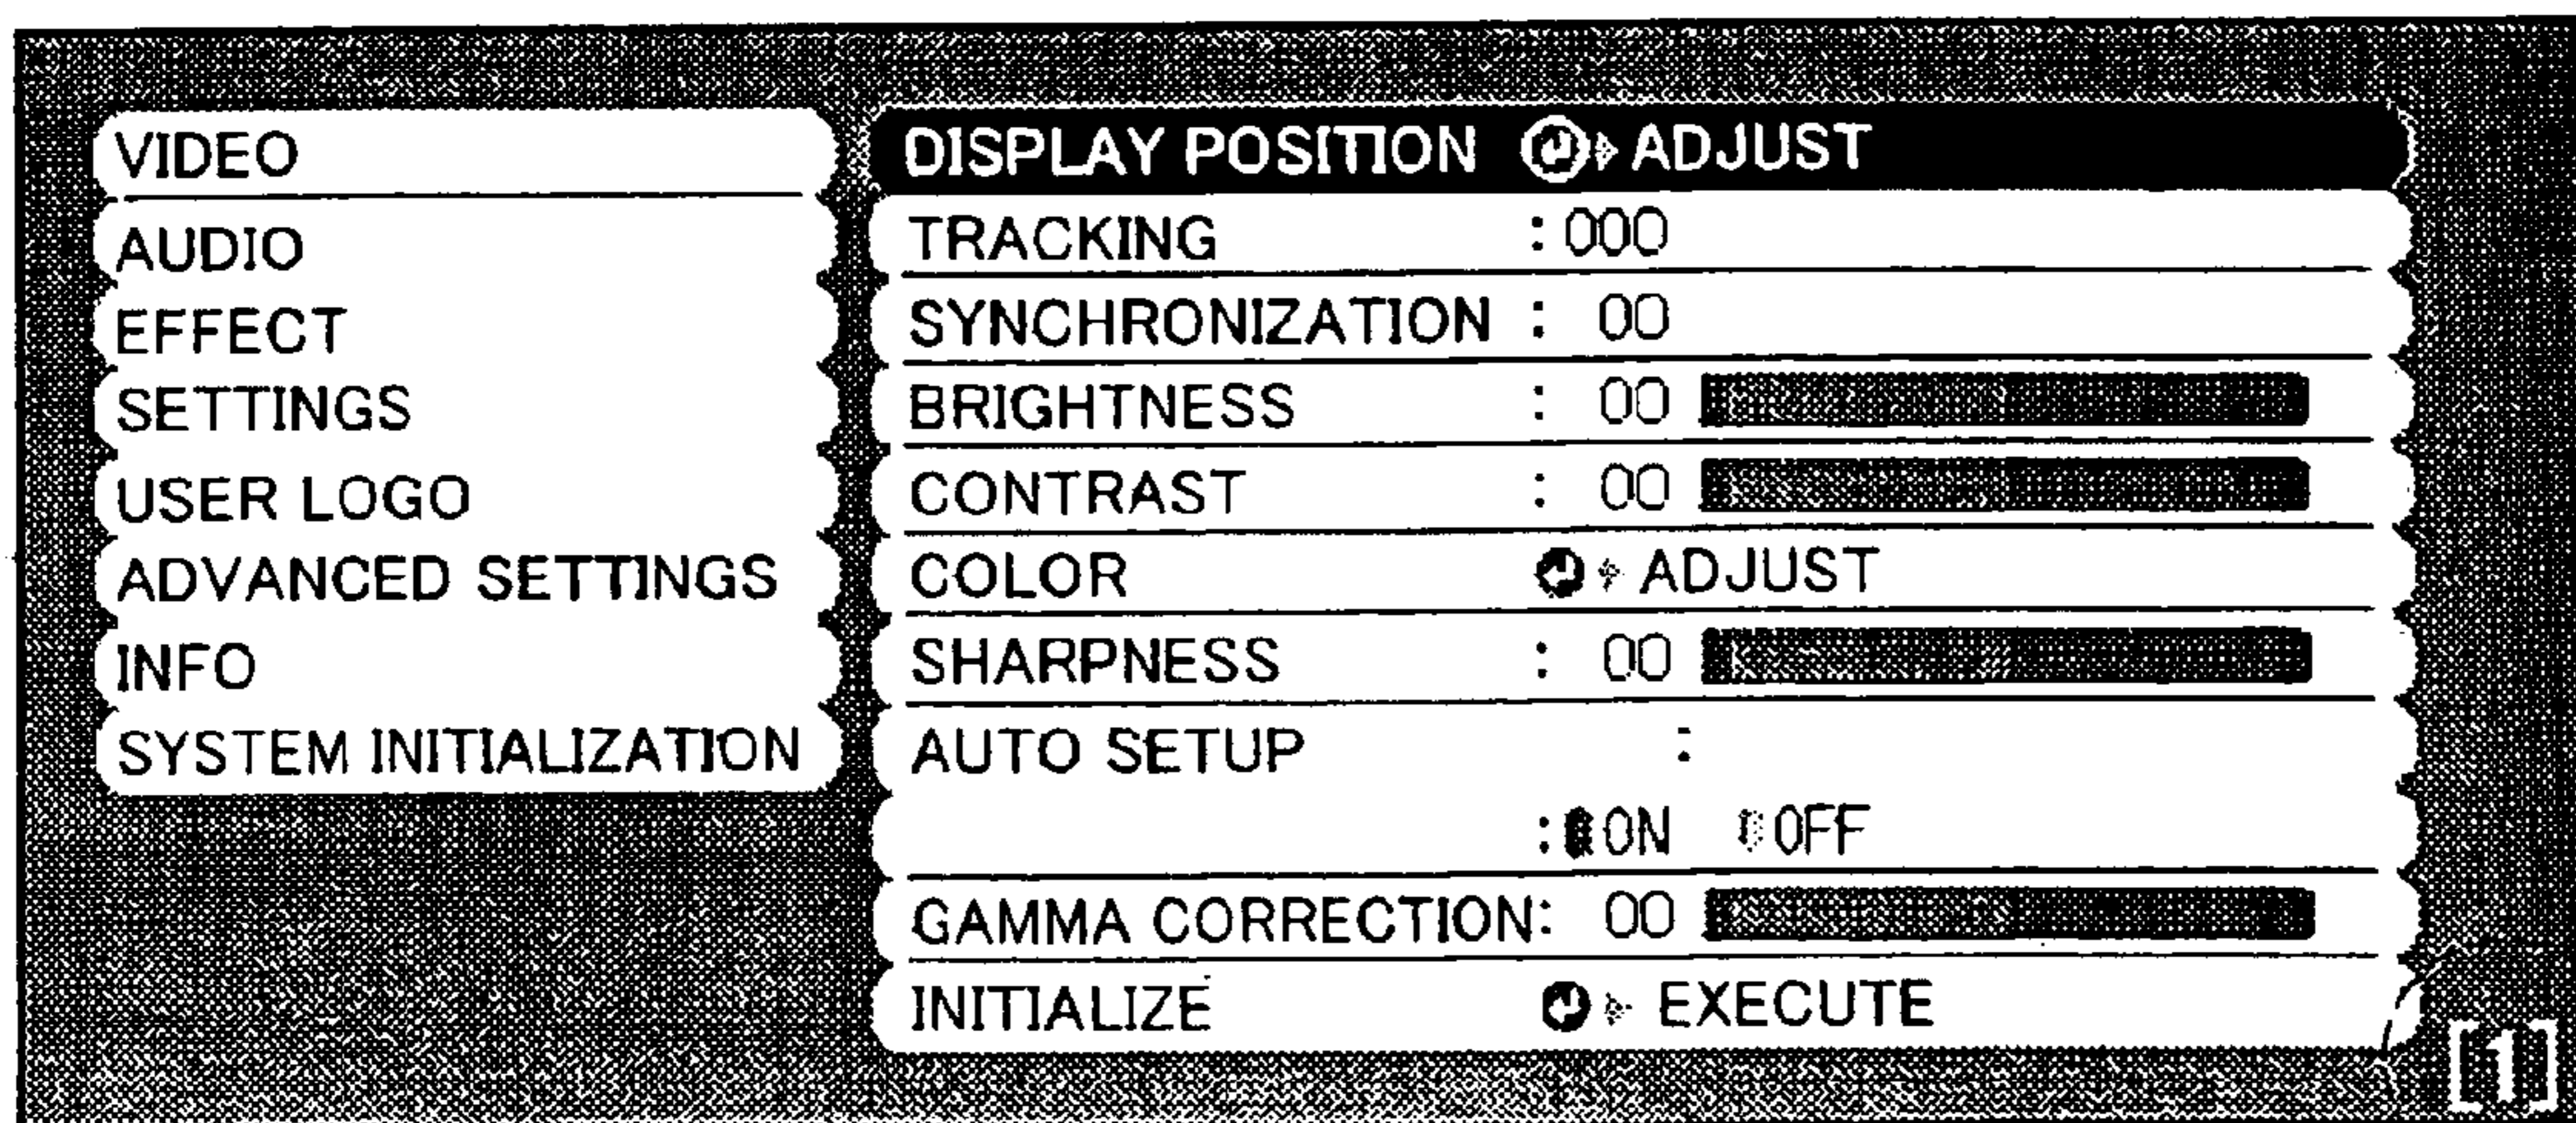 VIDEO
AUDIO
EFFECT
SETTINGS
USER LOGO
ADVANCED SETTINGS
INFO
SYSTEM INITIALIZATION
DISPLAY POSITION ADJUST
TRACKING :000
SYNCHRONIZATION : 00
BRIGHTNESS : 00
CONTRAST : 00
COLOR ADJUST
SHARPNESS : 00
AUTO SETUP :
: ON OFF
GAMMA CORRECTION: 00
INITIALIZE EXECUTE
[1]